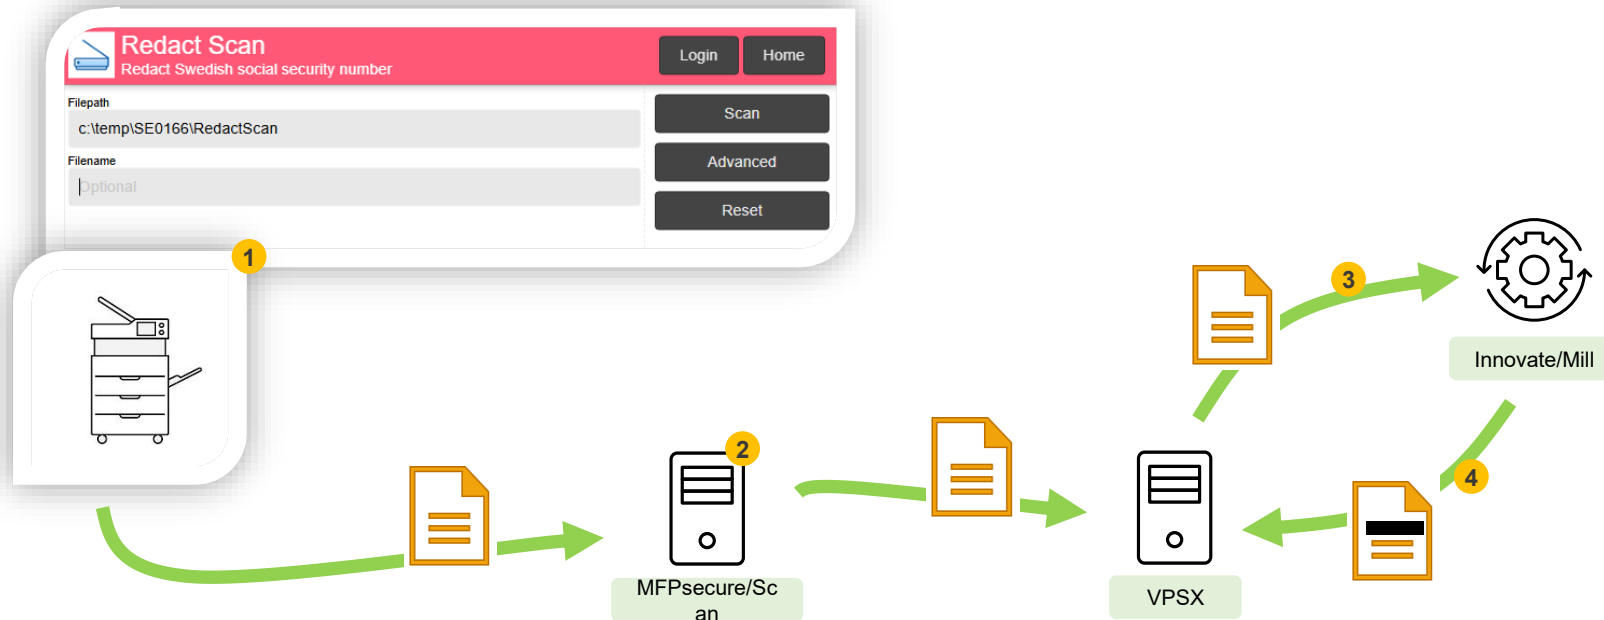 Redact Scan
Redact Swedish social security number
Login
Home
Filepath
c:\temp\SE0166\RedactScan
Scan
Filename
Optional
Advanced
Reset
1
3
Innovate/Mill
2
4
MFPsecure/Sc
an
VPSX